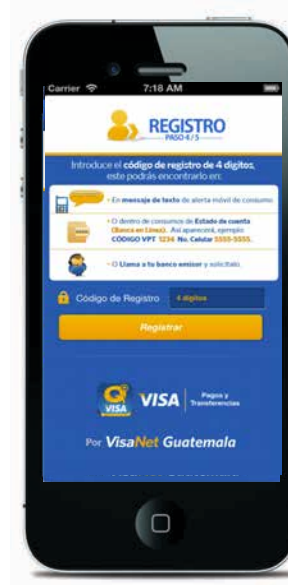 Carrier 7:18 AM
REGISTRO
PASO 4/5
Introduce el código de registro de 4 dígitos,
este podrás encontrarlo en:
· En mensaje de texto de alerta móvil de consumo
· O dentro de consumos de Estado de cuenta
(Banca en Línea). Así aparecerá, ejemplo
CÓDIGO VPT 1234 No. Celular 5555-5555.
· O Llama a tu banco emisor y solicítalo.
Código de Registro 4 dígitos
Registrar
VISA VISA Pagos y
Transferencias
Por VisaNet Guatemala